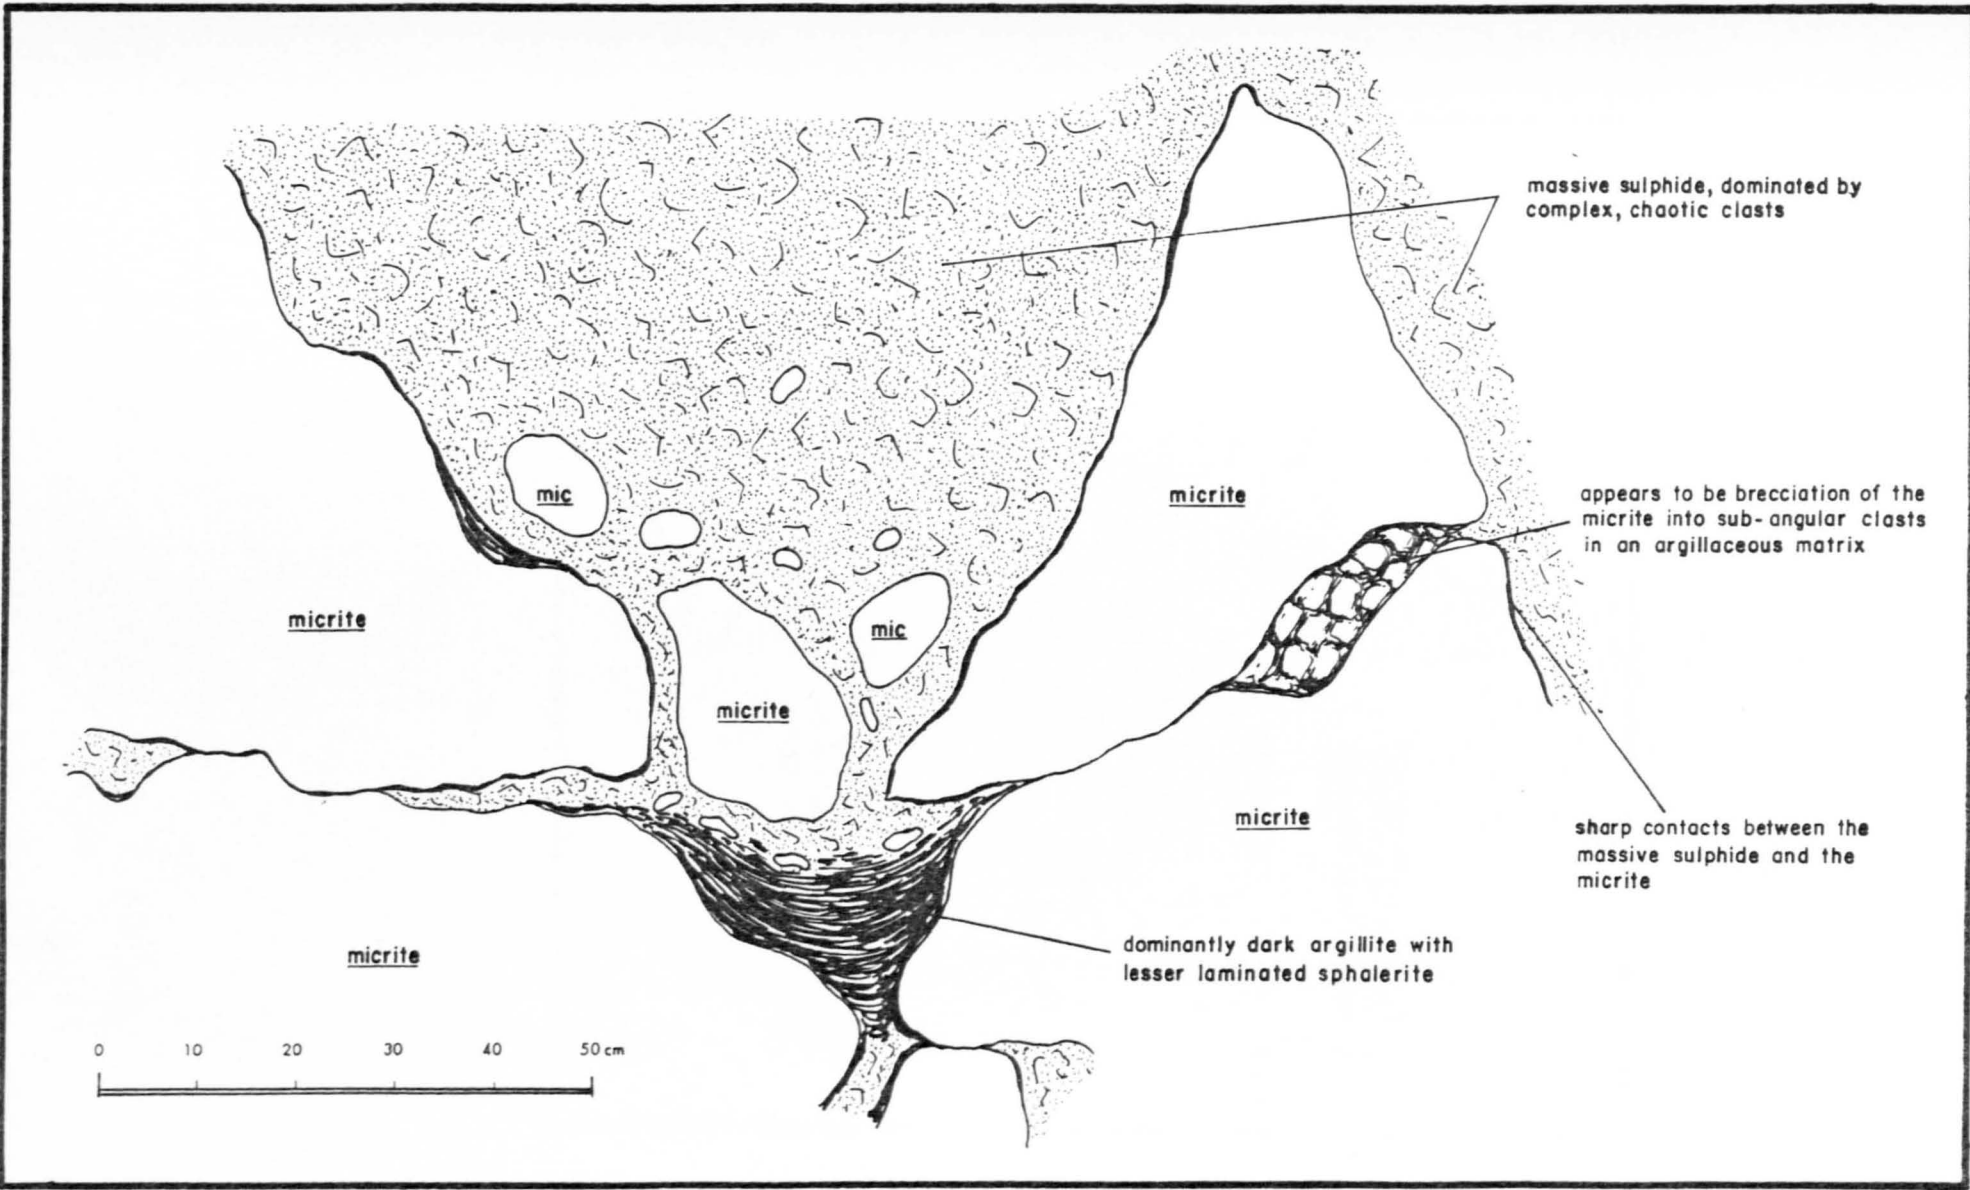 massive sulphide, dominated by
complex, chaotic clasts
appears to be brecciation of the
micrite into sub-angular clasts
in an argillaceous matrix
mic
micrite
micrite
mic
micrite
micrite
sharp contacts between the
massive sulphide and the
micrite
dominantly dark argillite with
lesser laminated sphalerite
micrite
0 10 20 30 40 50 cm